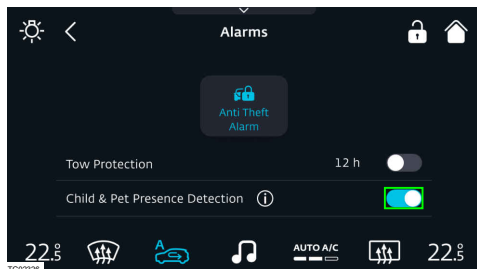 Alarms
Anti Theft
Alarm
Tow Protection 12 h
Child & Pet Presence Detection
A
22.5° AUTO A/C 22.5°